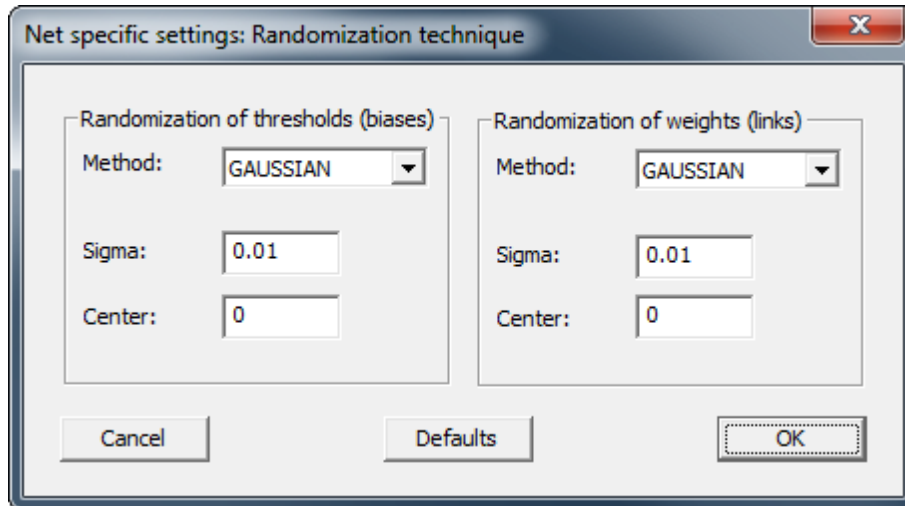 Net specific settings: Randomization technique
Randomization of thresholds (biases)
Method:
GAUSSIAN
Sigma:
0.01
Center:
0
Randomization of weights (links)
Method:
GAUSSIAN
Sigma:
0.01
Center:
0
Cancel
Defaults
OK